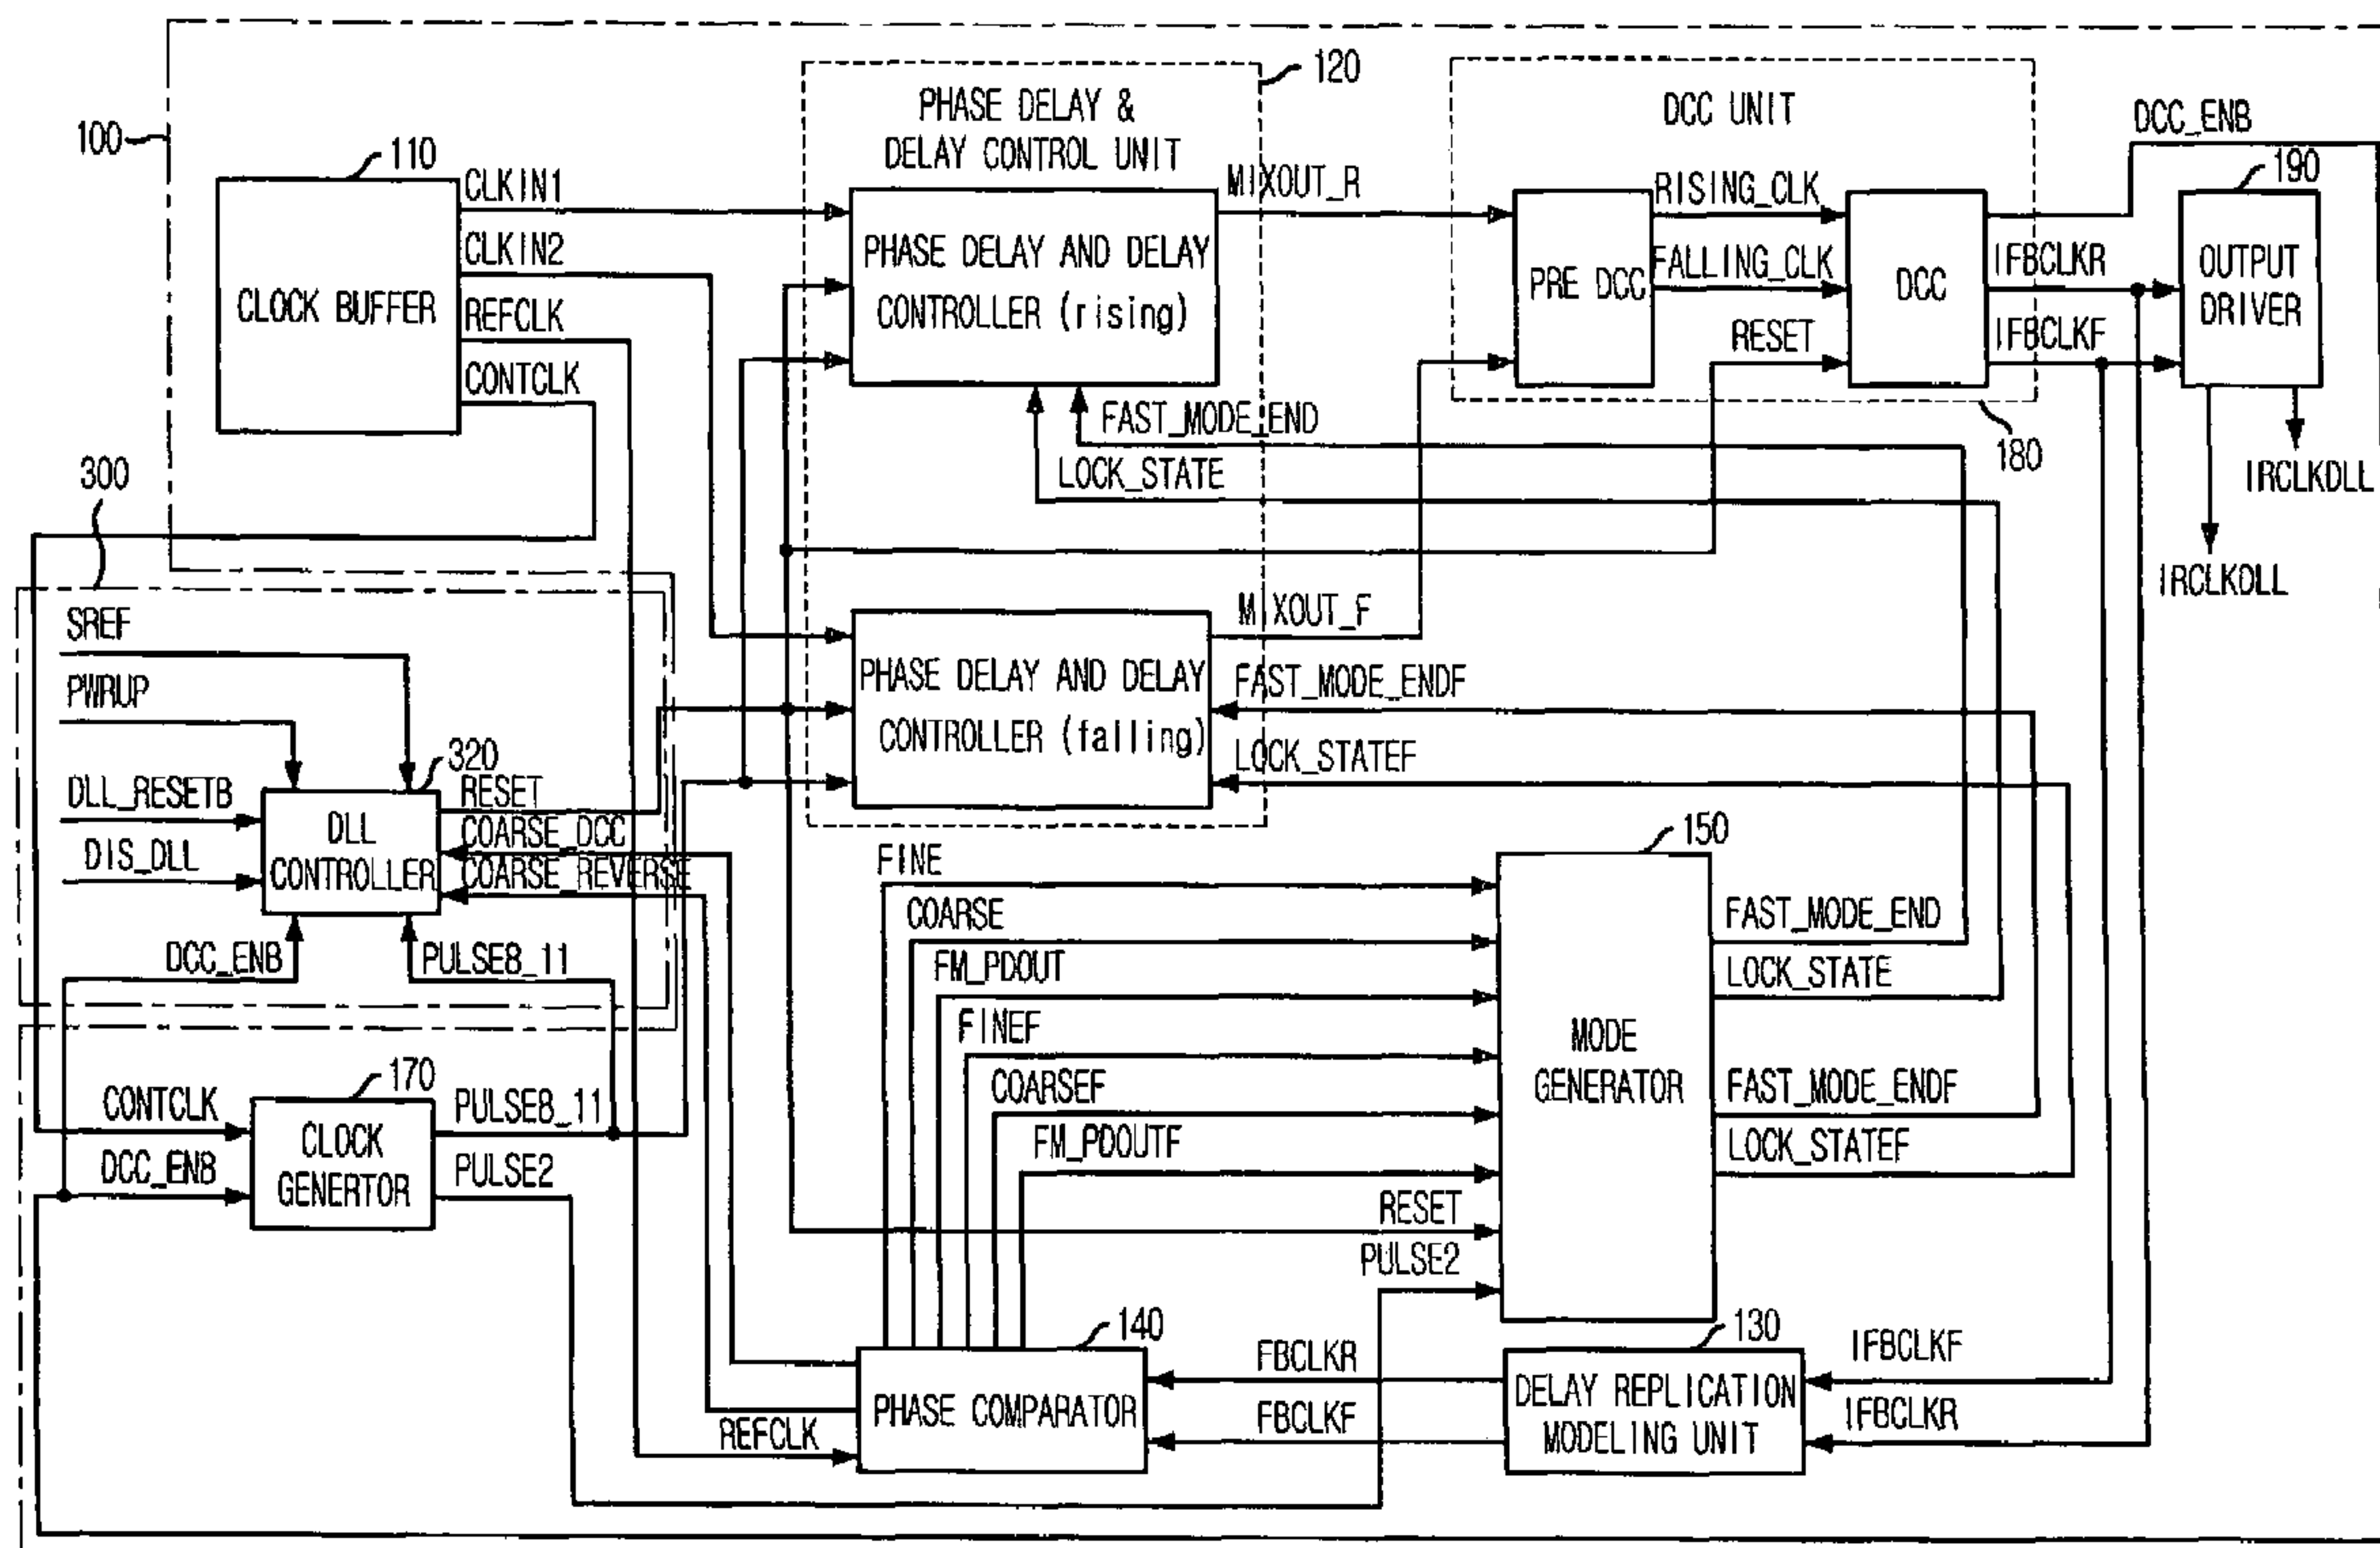 100
110
CLOCK BUFFER
CLKIN1
CLKIN2
REFCLK
CONTCLK
120
PHASE DELAY &
DELAY CONTROL UNIT
PHASE DELAY AND DELAY
CONTROLLER (rising)
MIXOUT_R
FAST_MODE_END
LOCK_STATE
DCC UNIT
PRE DCC
RISING_CLK
FALLING_CLK
RESET
DCC
180
DCC_ENB
IFBCLKR
IFBCLKF
190
OUTPUT
DRIVER
IRCLKDLL
IRCLKDLL
300
SREF
PWRUP
DLL_RESETB
DIS_DLL
320
DLL
CONTROLLER
RESET
COARSE_DCC
COARSE_REVERSE
DCC_ENB
PULSE8_11
PHASE DELAY AND DELAY
CONTROLLER (falling)
MIXOUT_F
FAST_MODE_ENDF
LOCK_STATEF
170
CONTCLK
DCC_ENB
CLOCK
GENERTOR
PULSE8_11
PULSE2
FINE
COARSE
FM_PDOUT
FINEF
COARSEF
FM_PDOUTF
RESET
PULSE2
150
MODE
GENERATOR
FAST_MODE_END
LOCK_STATE
FAST_MODE_ENDF
LOCK_STATEF
140
PHASE COMPARATOR
REFCLK
FBCLKR
FBCLKF
130
DELAY REPLICATION
MODELING UNIT
IFBCLKF
IFBCLKR